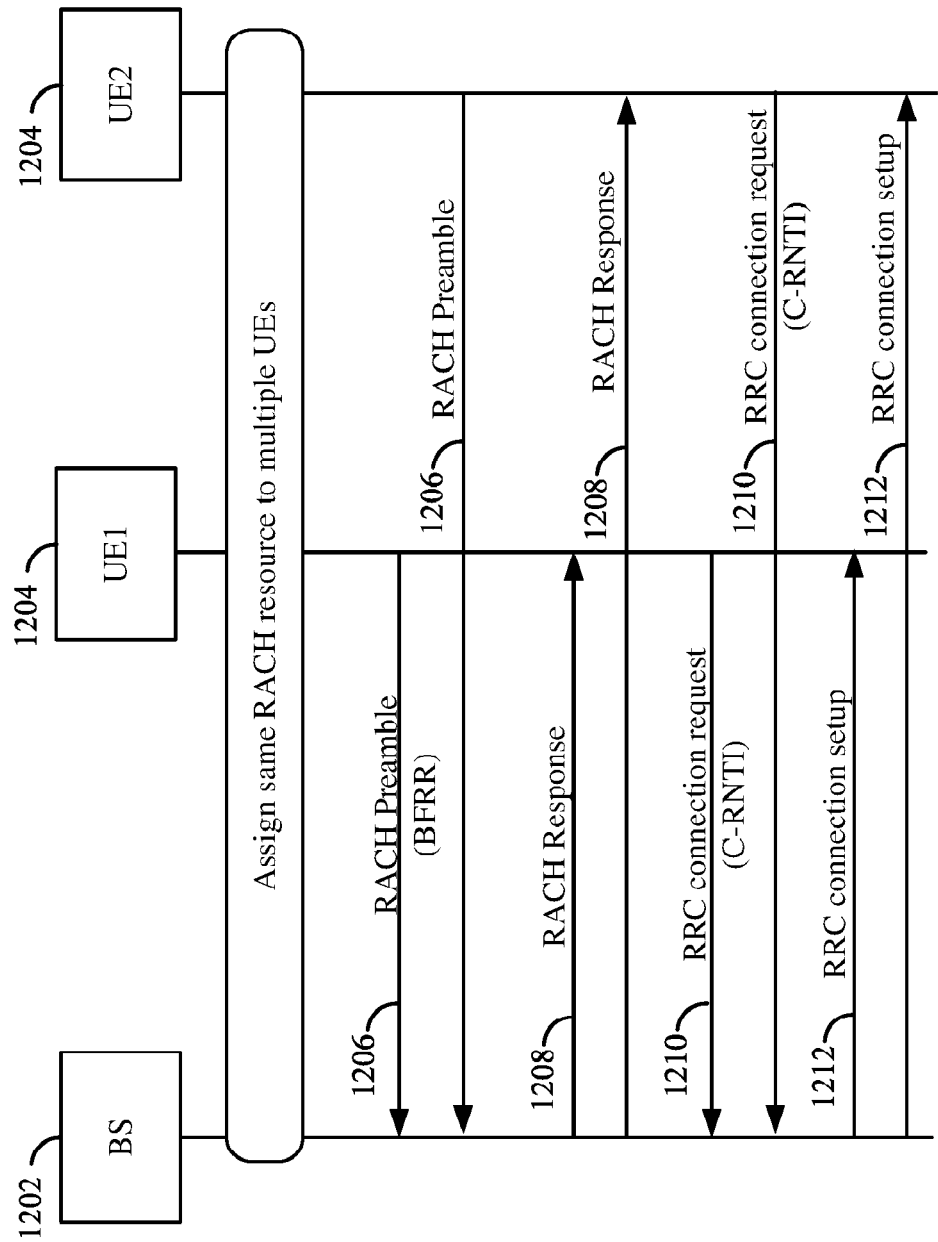 1202
BS
1204
UE1
1204
UE2
Assign same RACH resource to multiple UEs
1206
RACH Preamble
(BFRR)
1206
RACH Preamble
1208
RACH Response
1208
RACH Response
1210
RRC connection request
(C-RNTI)
1210
RRC connection request
(C-RNTI)
1212
RRC connection setup
1212
RRC connection setup